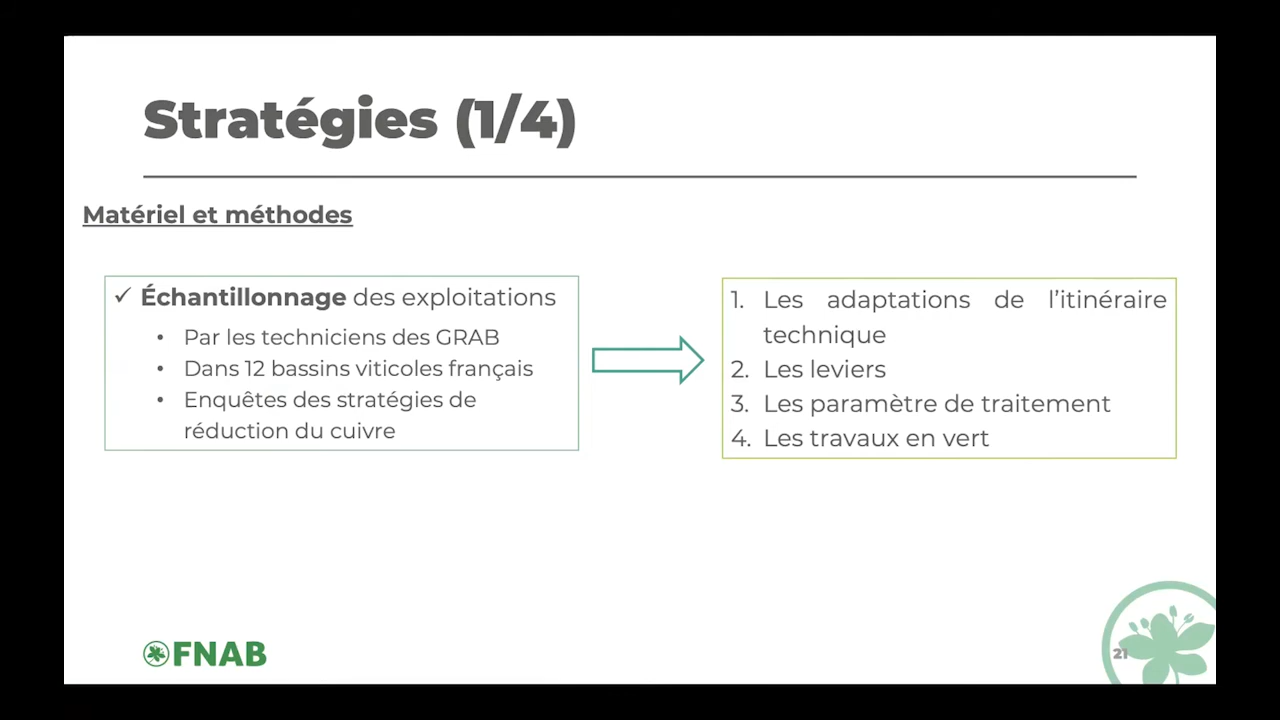 Stratégies (1/4)
Matériel et méthodes
✓ Échantillonnage des exploitations
• Par les techniciens des GRAB
• Dans 12 bassins viticoles français
• Enquêtes des stratégies de
réduction du cuivre
1. Les adaptations de l'itinéraire
technique
2. Les leviers
3. Les paramètre de traitement
4. Les travaux en vert
FNAB
21